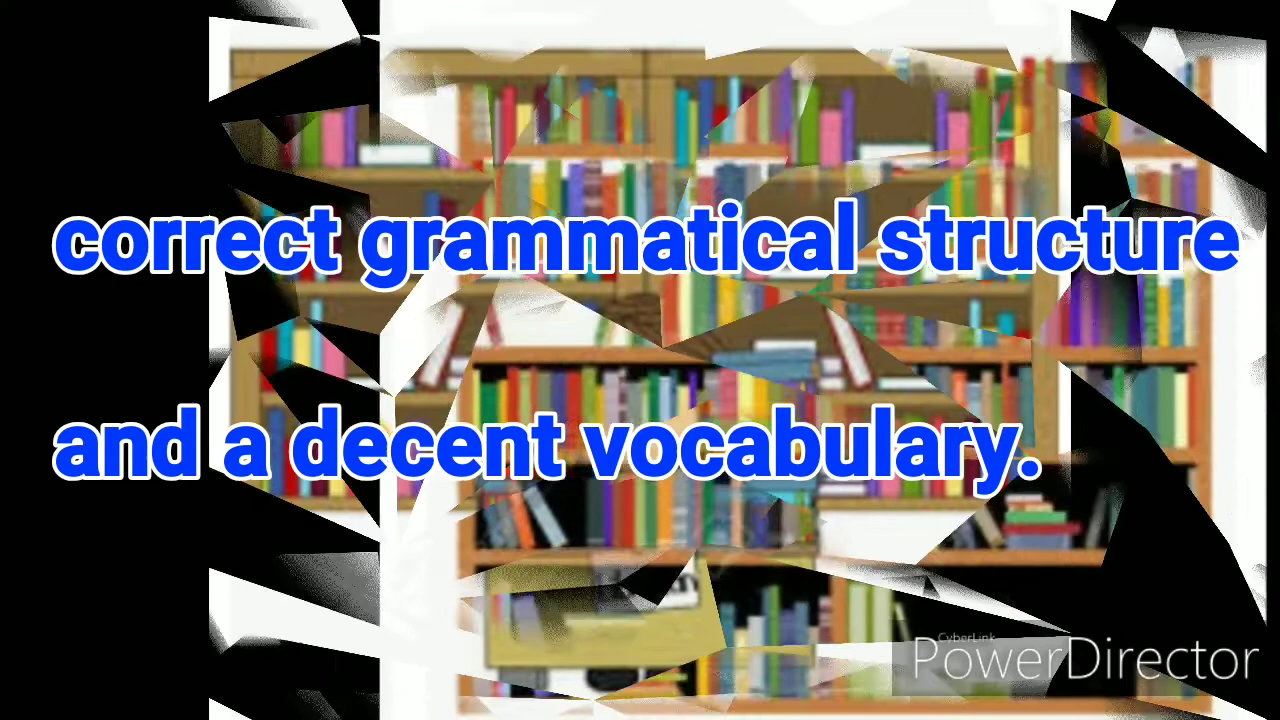 correct grammatical structure
and a decent vocabulary.
CyberLink
PowerDirector